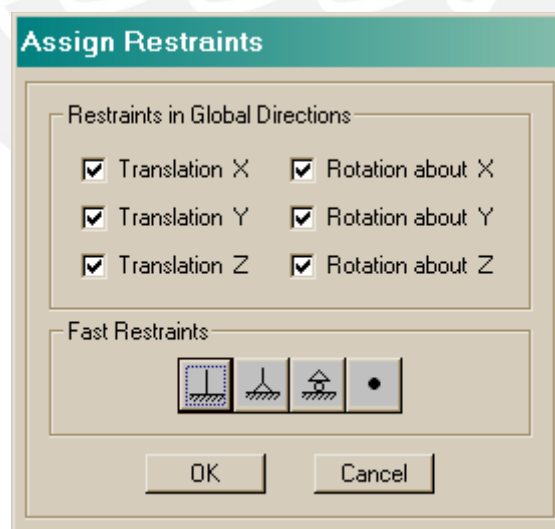 Assign Restraints
Restraints in Global Directions
Translation X Rotation about X
Translation Y Rotation about Y
Translation Z Rotation about Z
Fast Restraints
OK Cancel